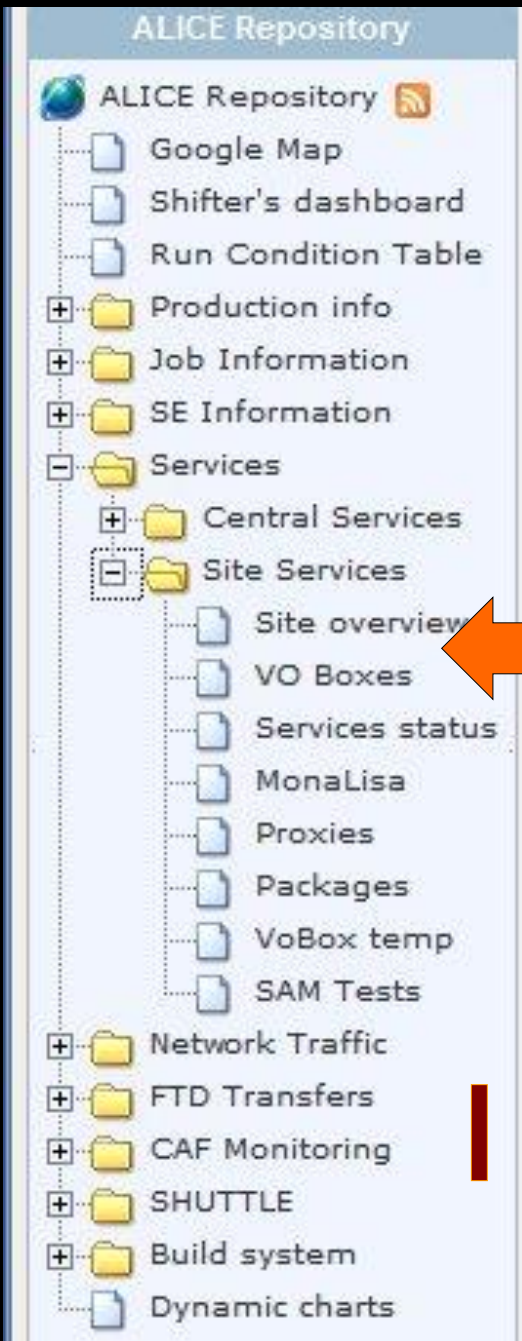 ALICE Repository
ALICE Repository
Google Map
Shifter's dashboard
Run Condition Table
Production info
Job Information
SE Information
Services
Central Services
Site Services
Site overview
VO Boxes
Services status
MonaLisa
Proxies
Packages
VoBox temp
SAM Tests
Network Traffic
FTD Transfers
CAF Monitoring
SHUTTLE
Build system
Dynamic charts